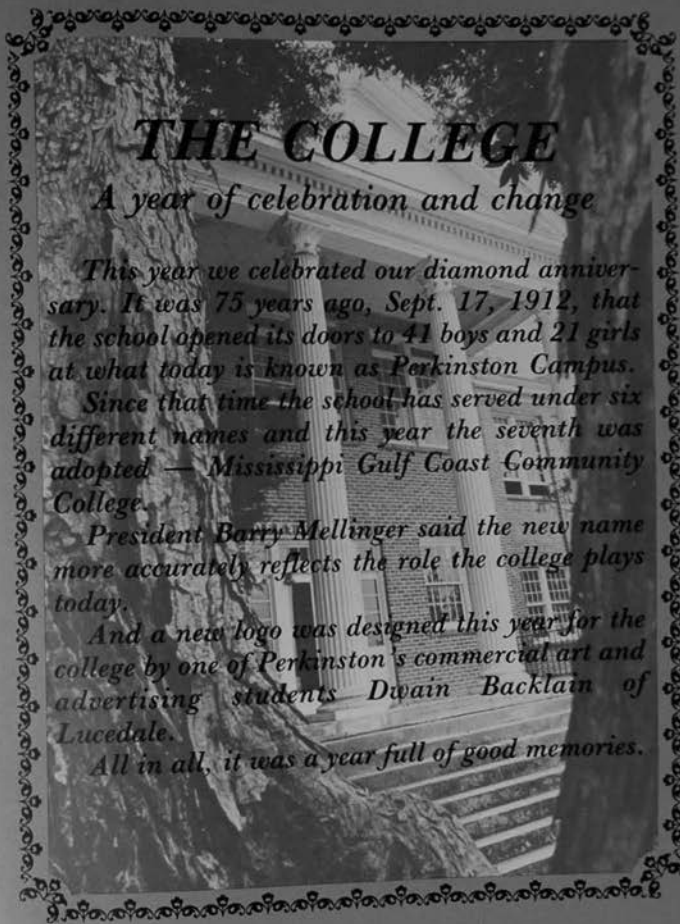 THE COLLEGE
A year of celebration and change
This year we celebrated our diamond anniver-
sary. It was 75 years ago, Sept. 17, 1912, that
the school opened its doors to 41 boys and 21 girls
at what today is known as Perkinston Campus.
Since that time the school has served under six
different names and this year the seventh was
adopted — Mississippi Gulf Coast Community
College.
President Barry Mellinger said the new name
more accurately reflects the role the college plays
today.
And a new logo was designed this year for the
college by one of Perkinston's commercial art and
advertising students Dwain Backlain of
Lucedale.
All in all, it was a year full of good memories.